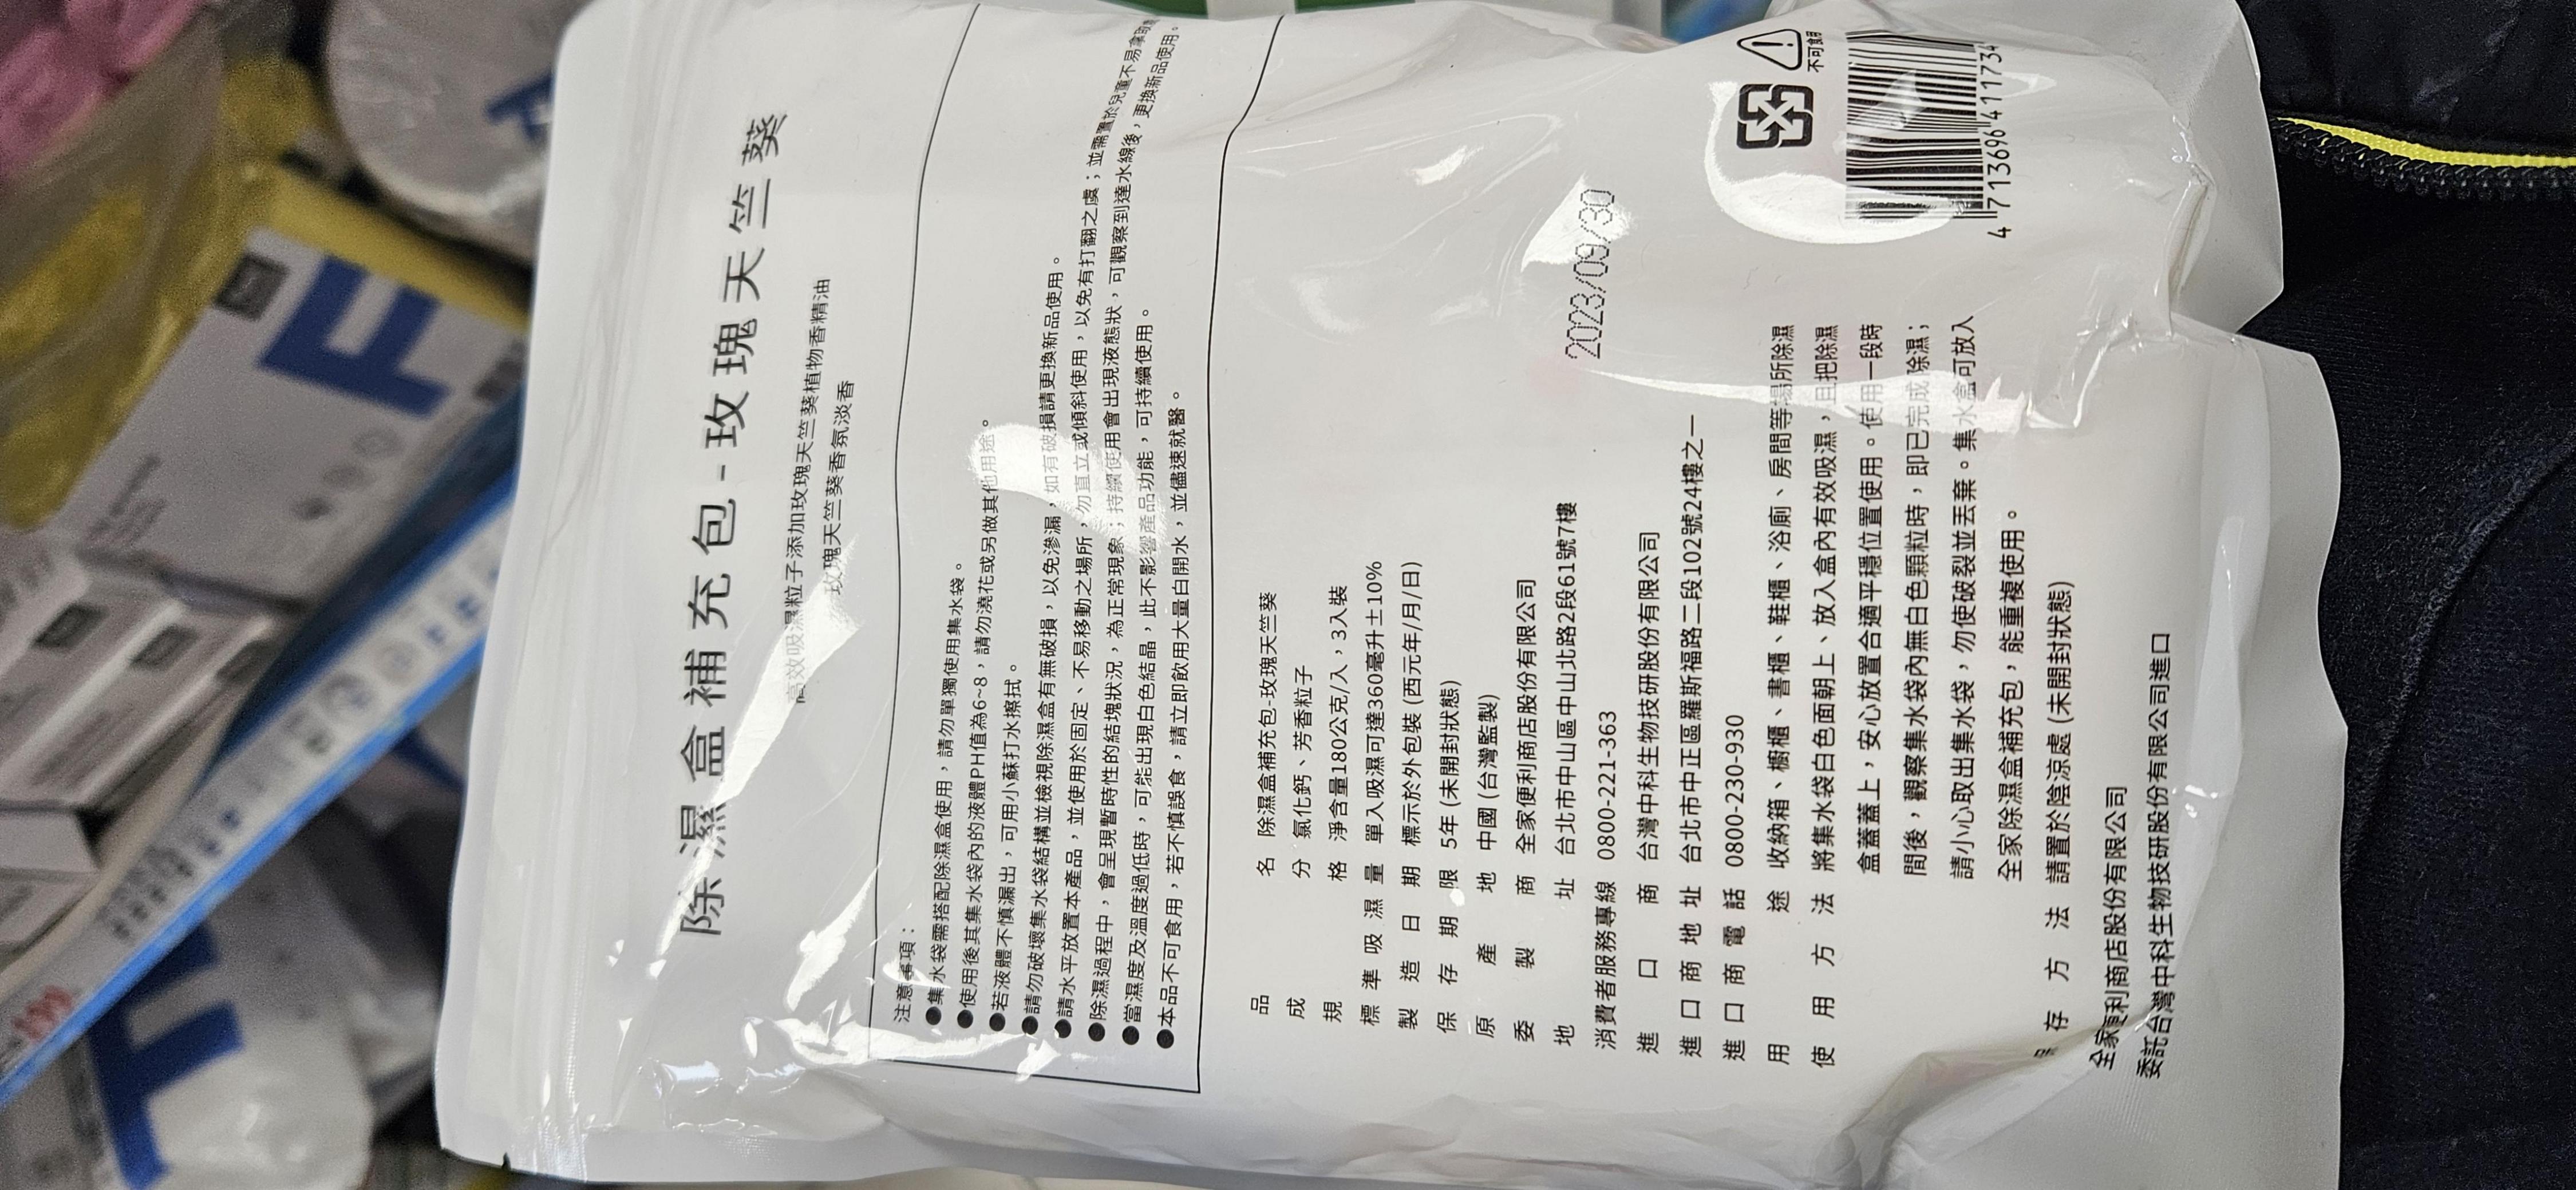 除濕盒補充包-玫瑰天竺葵
高效吸濕粒子添加玫瑰天竺葵植物香精油
玫瑰天竺葵香氛淡香
注意事項：
●集水袋需搭配除濕盒使用，請勿單獨使用集水袋。
●使用後其集水袋內的液體PH值為6~8，請勿澆花或另做其他用途。
●若液體不慎漏出，可用小蘇打水擦拭。
●請勿破壞集水袋結構並檢視除濕盒有無破損，以免滲漏，如有破損請更換新品使用。
●請水平放置本產品，並使用於固定、不易移動之場所，勿直立或傾斜使用，以免有打翻之虞；並需置於兒童不易拿取
●除濕過程中，會呈現暫時性的結塊狀況，為正常現象；持續使用會出現液態狀，可觀察到達水線後，更換新品使用。
●當濕度及溫度過低時，可能出現白色結晶，此不影響產品功能，可持續使用。
●本品不可食用，若不慎誤食，請立即飲用大量白開水，並儘速就醫。
品名 除濕盒補充包-玫瑰天竺葵
成分 氯化鈣、芳香粒子
規格 淨含量180公克/入，3入裝
標準吸濕量 單入吸濕可達360毫升±10%
製造日期 標示於外包裝 (西元年/月/日)
保存期限 5年 (未開封狀態)
原產地 中國 (台灣監製)
委製商 全家便利商店股份有限公司
地址 台北市中山區中山北路2段61號7樓
消費者服務專線 0800-221-363
進口商 台灣中科生物技研股份有限公司
進口商地址 台北市中正區羅斯福路二段102號24樓之一
進口商電話 0800-230-930
用途 收納箱、櫥櫃、書櫃、鞋櫃、浴廁、房間等場所除濕
使用方法 將集水袋白色面朝上、放入盒內有效吸濕，且把除濕
盒蓋蓋上，安心放置合適平穩位置使用。使用一段時
間後，觀察集水袋內無白色顆粒時，即已完成除濕；
請小心取出集水袋，勿使破裂並丟棄。集水盒可放入
全家除濕盒補充包，能重複使用。
保存方法 請置於陰涼處 (未開封狀態)
全家便利商店股份有限公司
委託台灣中科生物技研股份有限公司進口
2023/09/30
不可食用
4 713696 411734